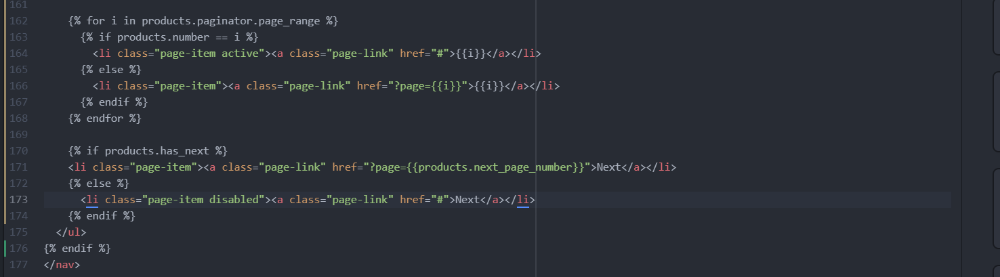 161
162 {% for i in products.paginator.page_range %}
163 {% if products.number == i %}
164 <li class="page-item active"><a class="page-link" href="#">{{i}}</a></li>
165 {% else %}
166 <li class="page-item"><a class="page-link" href="?page={{i}}">{{i}}</a></li>
167 {% endif %}
168 {% endfor %}
169
170 {% if products.has_next %}
171 <li class="page-item"><a class="page-link" href="?page={{products.next_page_number}}">Next</a></li>
172 {% else %}
173 <li class="page-item disabled"><a class="page-link" href="#">Next</a></li>
174 {% endif %}
175 </ul>
176 {% endif %}
177 </nav>